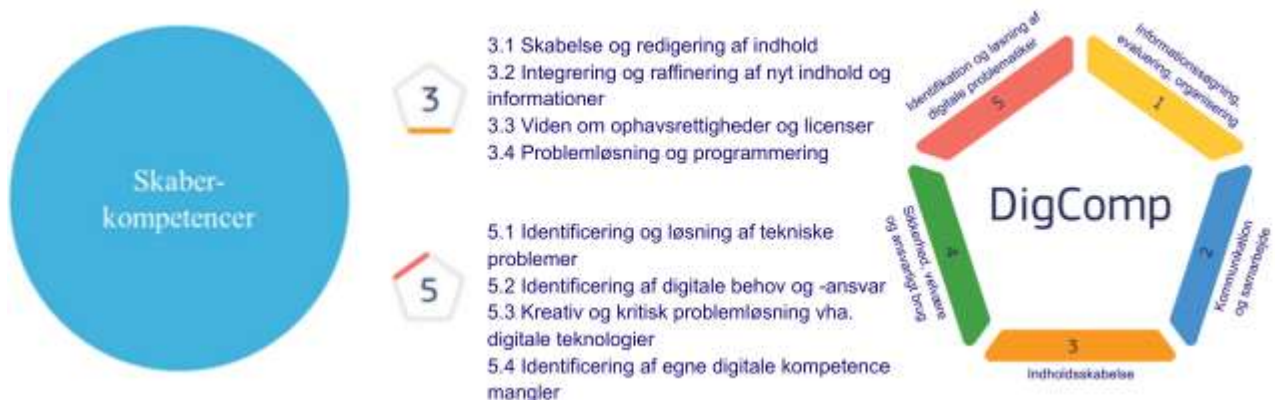 Skaber-
kompetencer
3
3.1 Skabelse og redigering af indhold
3.2 Integrering og raffinering af nyt indhold og
informationer
3.3 Viden om ophavsrettigheder og licenser
3.4 Problemløsning og programmering
5
5.1 Identificering og løsning af tekniske
problemer
5.2 Identificering af digitale behov og -ansvar
5.3 Kreativ og kritisk problemløsning vha.
digitale teknologier
5.4 Identificering af egne digitale kompetence
mangler
DigComp
Informationssøgning,
evaluering, organisering
1
Kommunikation
og samarbejde
2
3
Indholdsskabelse
Sikkerhed, velvære
og ansvarligt brug
4
Identifikation og løsning af
digitale problematiker
5